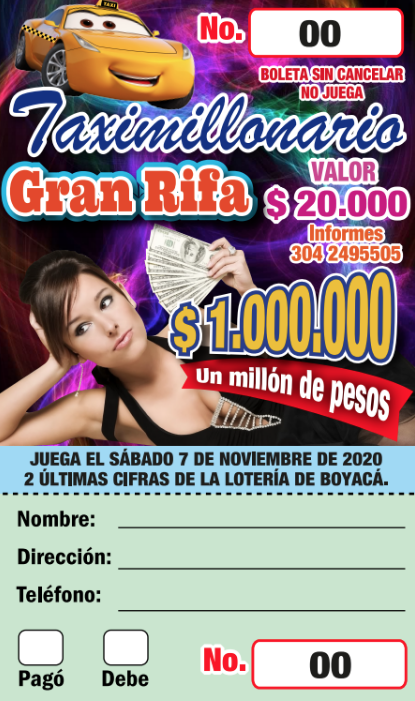 TAXI
No. 00
BOLETA SIN CANCELAR
NO JUEGA
Taximillonario
Gran Rifa
VALOR
$ 20.000
Informes
304 2495505
$ 1.000.000
Un millón de pesos
JUEGA EL SÁBADO 7 DE NOVIEMBRE DE 2020
2 ÚLTIMAS CIFRAS DE LA LOTERÍA DE BOYACÁ.
Nombre:
Dirección:
Teléfono:
Pagó Debe
No. 00